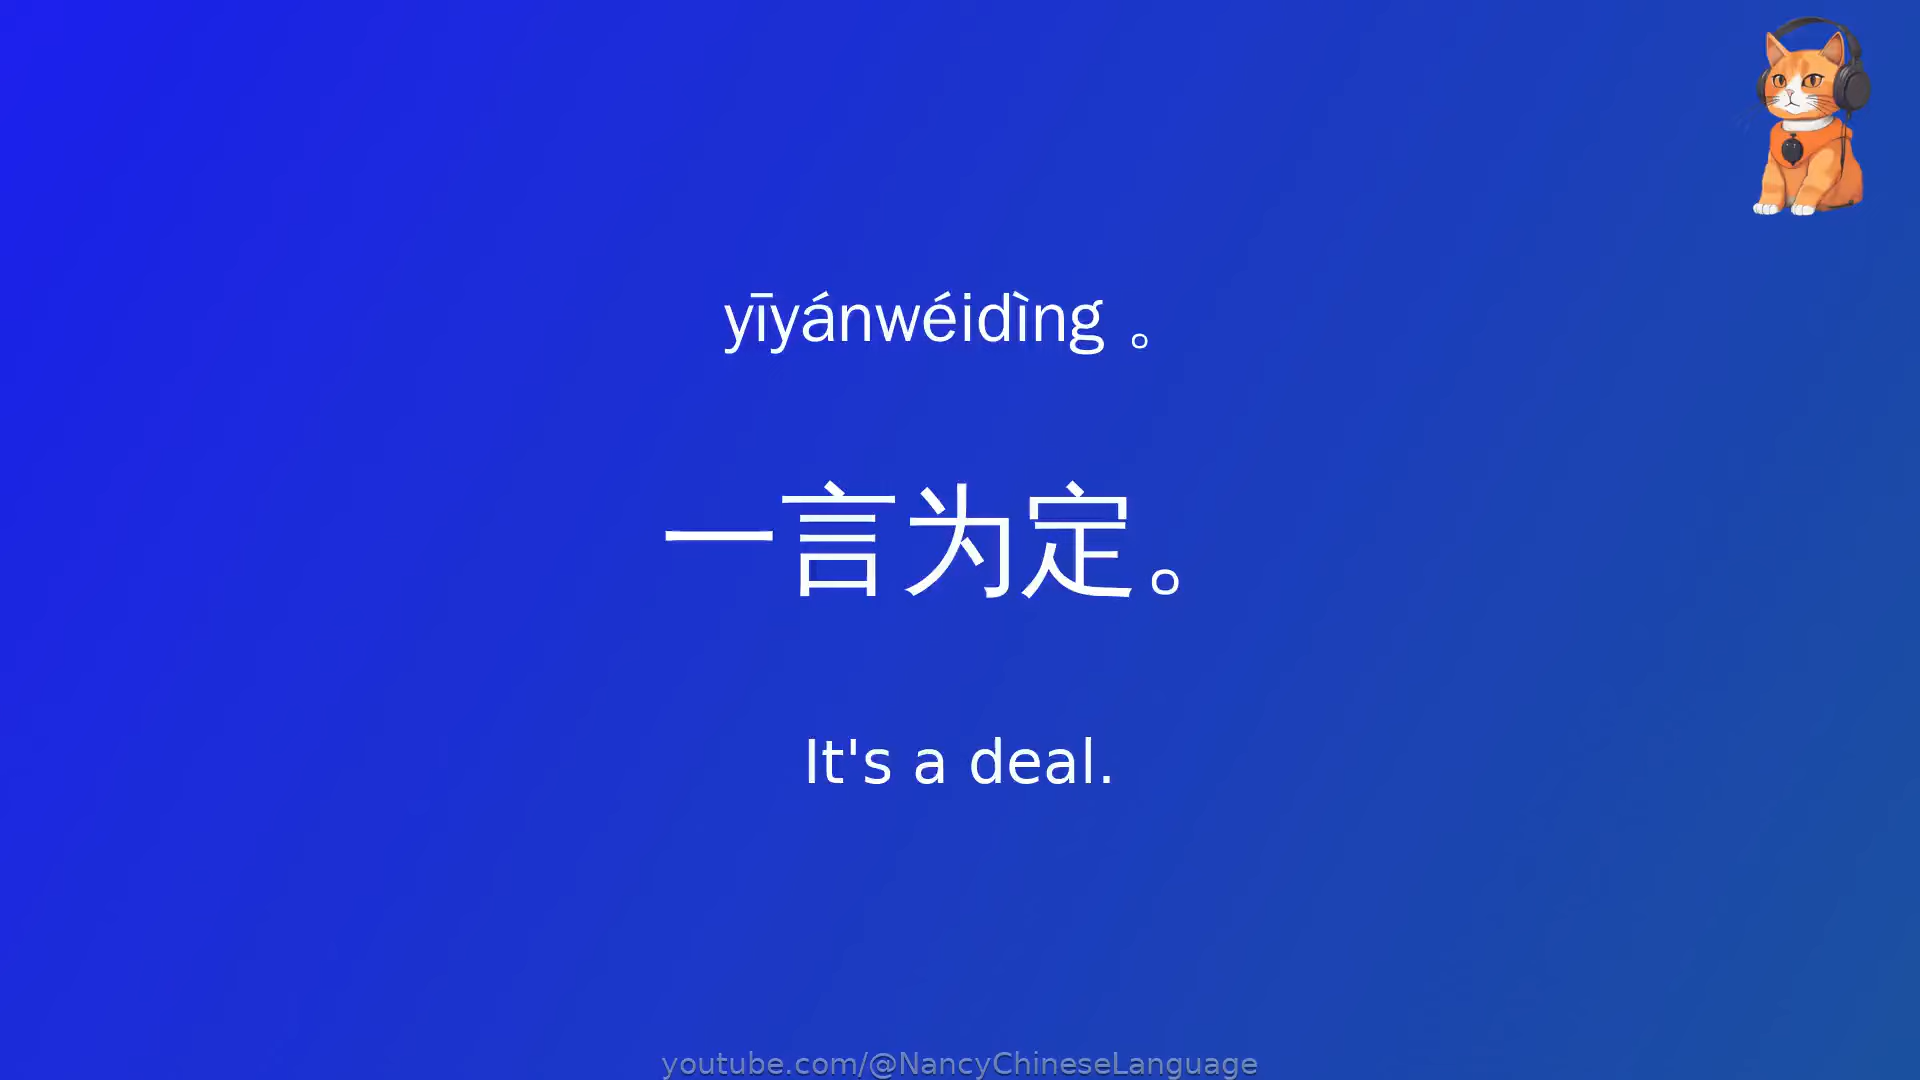 yīyánwéidìng 。
一言为定。
It's a deal.
youtube.com/@NancyChineseLanguage